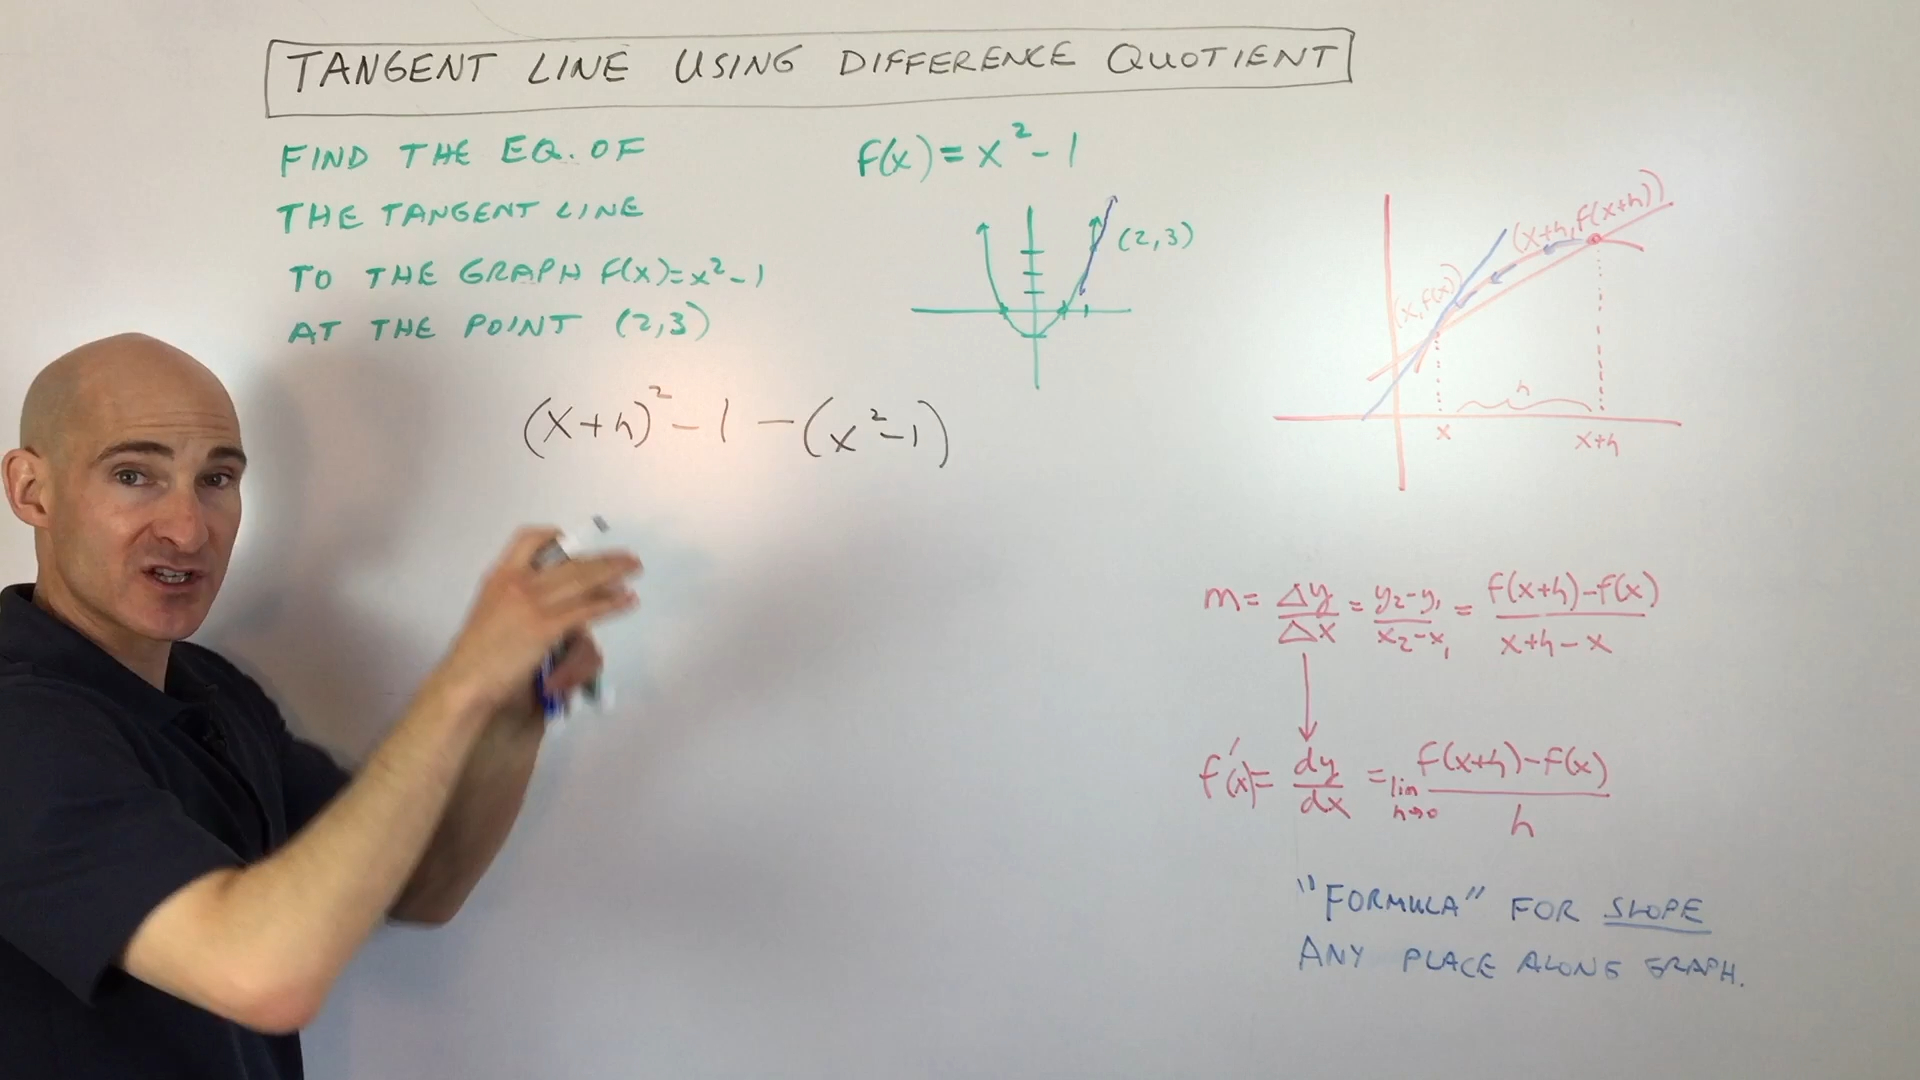 TANGENT LINE USING DIFFERENCE QUOTIENT
FIND THE EQ. OF
THE TANGENT LINE
TO THE GRAPH F(x)=x²-1
AT THE POINT (2,3)
F(x)=x²-1
(2,3)
(x+h)²-1-(x²-1)
(x+h, f(x+h))
(x, f(x))
h
x
x+h
m= Δy/Δx = y₂-y₁/x₂-x₁ = f(x+h)-f(x)/x+h-x
f'(x)= dy/dx = lim h→0 f(x+h)-f(x)/h
"FORMULA" FOR SLOPE
ANY PLACE ALONG GRAPH.